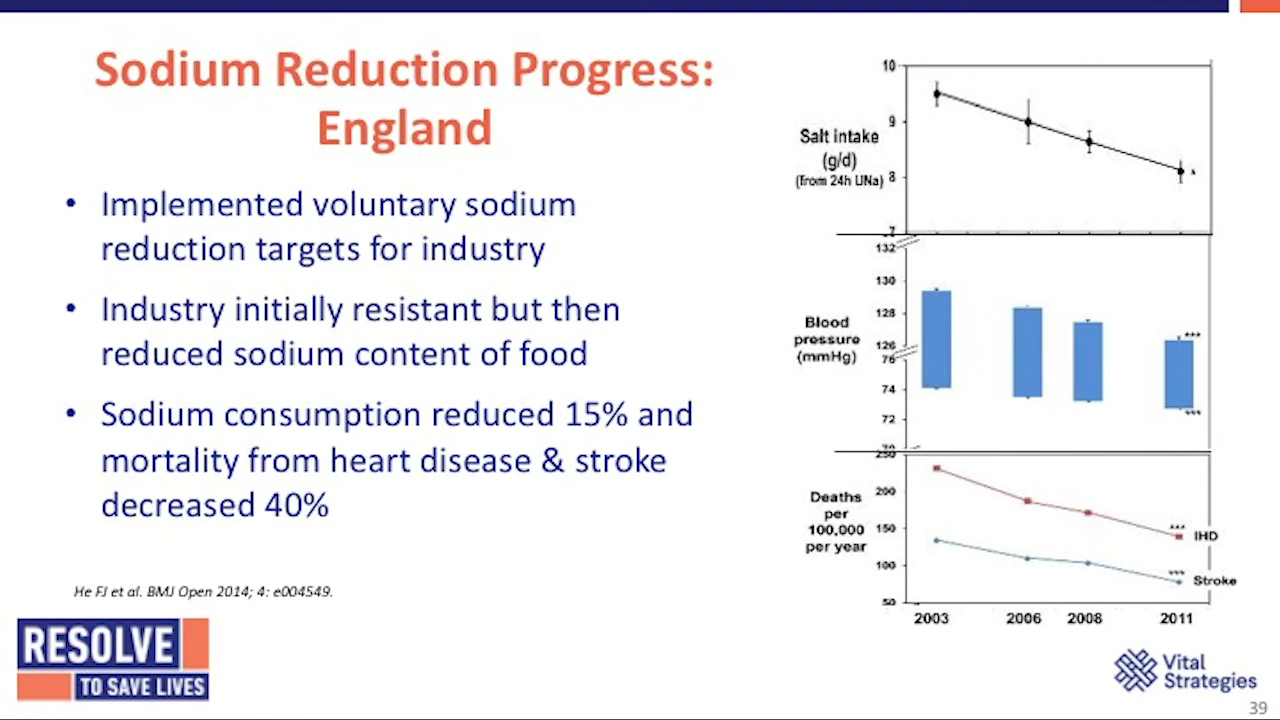 Sodium Reduction Progress:
England
• Implemented voluntary sodium
reduction targets for industry
• Industry initially resistant but then
reduced sodium content of food
• Sodium consumption reduced 15% and
mortality from heart disease & stroke
decreased 40%
He FJ et al. BMJ Open 2014; 4: e004549.
RESOLVE
TO SAVE LIVES
Salt intake
(g/d)
(from 24h UNa)
10
9
8
7
*
Blood
pressure
(mmHg)
132
130
128
126
76
74
72
70
***
***
Deaths
per
100,000
per year
250
200
150
100
50
***
IHD
***
Stroke
2003 2006 2008 2011
Vital
Strategies
39